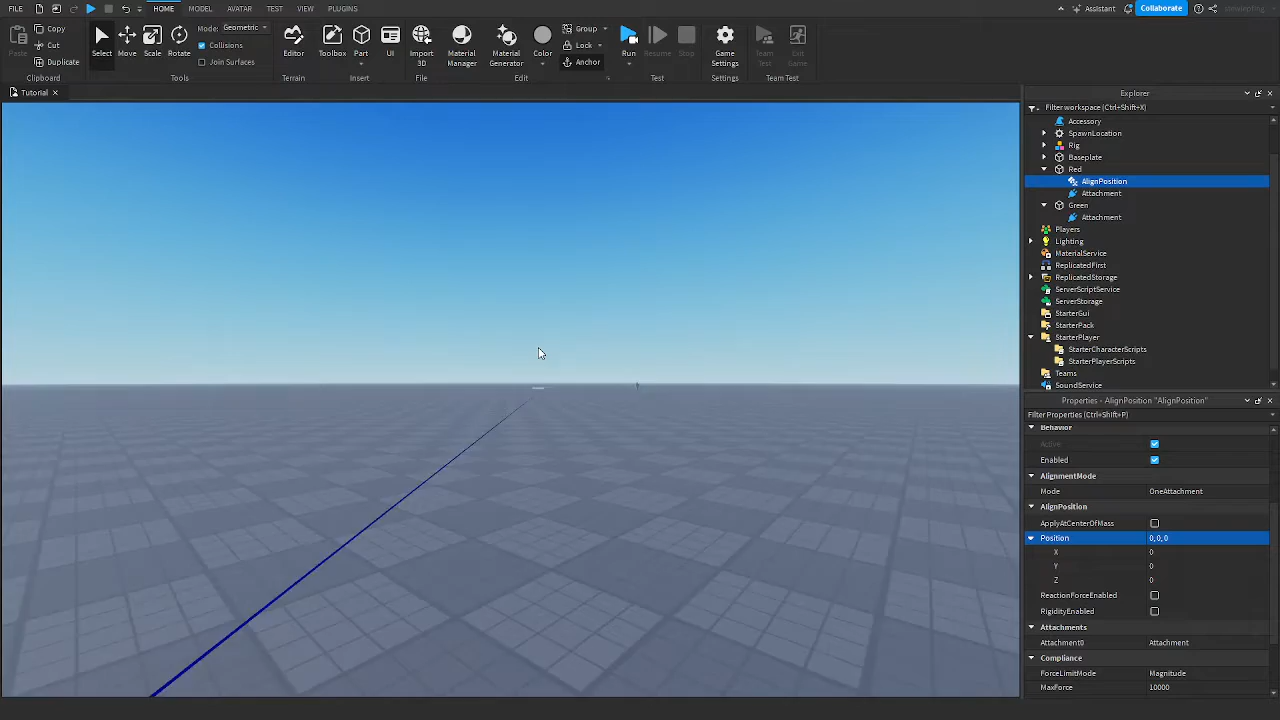 FILE HOME MODEL AVATAR TEST VIEW PLUGINS Assistant Collaborate
Copy Mode: Geometric Group
Paste Cut Select Move Scale Rotate Collisions Editor Toolbox Part UI Import 3D Material Manager Material Generator Color Lock Run Resume Stop Game Settings Team Test Exit Game
Duplicate Join Surfaces Anchor
Clipboard Tools Terrain Insert File Edit Test Settings Team Test
Tutorial
Explorer
Filter workspace (Ctrl+Shift+X)
Accessory
SpawnLocation
Rig
Baseplate
Red
AlignPosition
Attachment
Green
Attachment
Players
Lighting
MaterialService
ReplicatedFirst
ReplicatedStorage
ServerScriptService
ServerStorage
StarterGui
StarterPack
StarterPlayer
StarterCharacterScripts
StarterPlayerScripts
Teams
SoundService
Properties - AlignPosition "AlignPosition"
Filter Properties (Ctrl+Shift+P)
Behavior
Active
Enabled
AlignmentMode
Mode OneAttachment
AlignPosition
ApplyAtCenterOfMass
Position 0, 0, 0
X 0
Y 0
Z 0
ReactionForceEnabled
RigidityEnabled
Attachments
Attachment0 Attachment
Compliance
ForceLimitMode Magnitude
MaxForce 10000